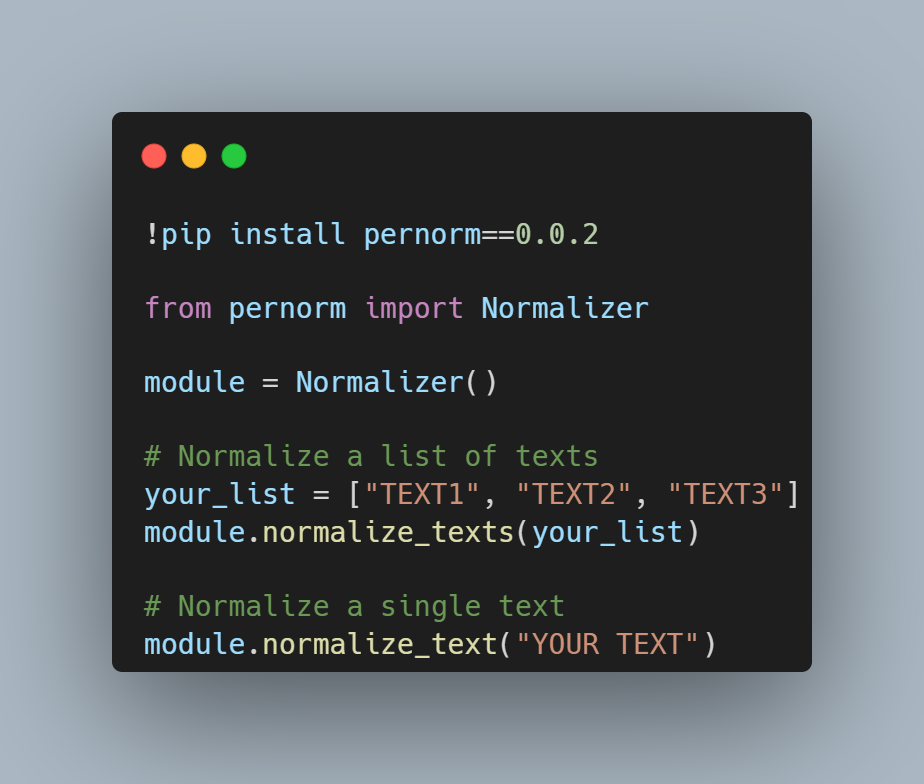 !pip install pernorm==0.0.2
from pernorm import Normalizer
module = Normalizer()
# Normalize a list of texts
your_list = ["TEXT1", "TEXT2", "TEXT3"]
module.normalize_texts(your_list)
# Normalize a single text
module.normalize_text("YOUR TEXT")